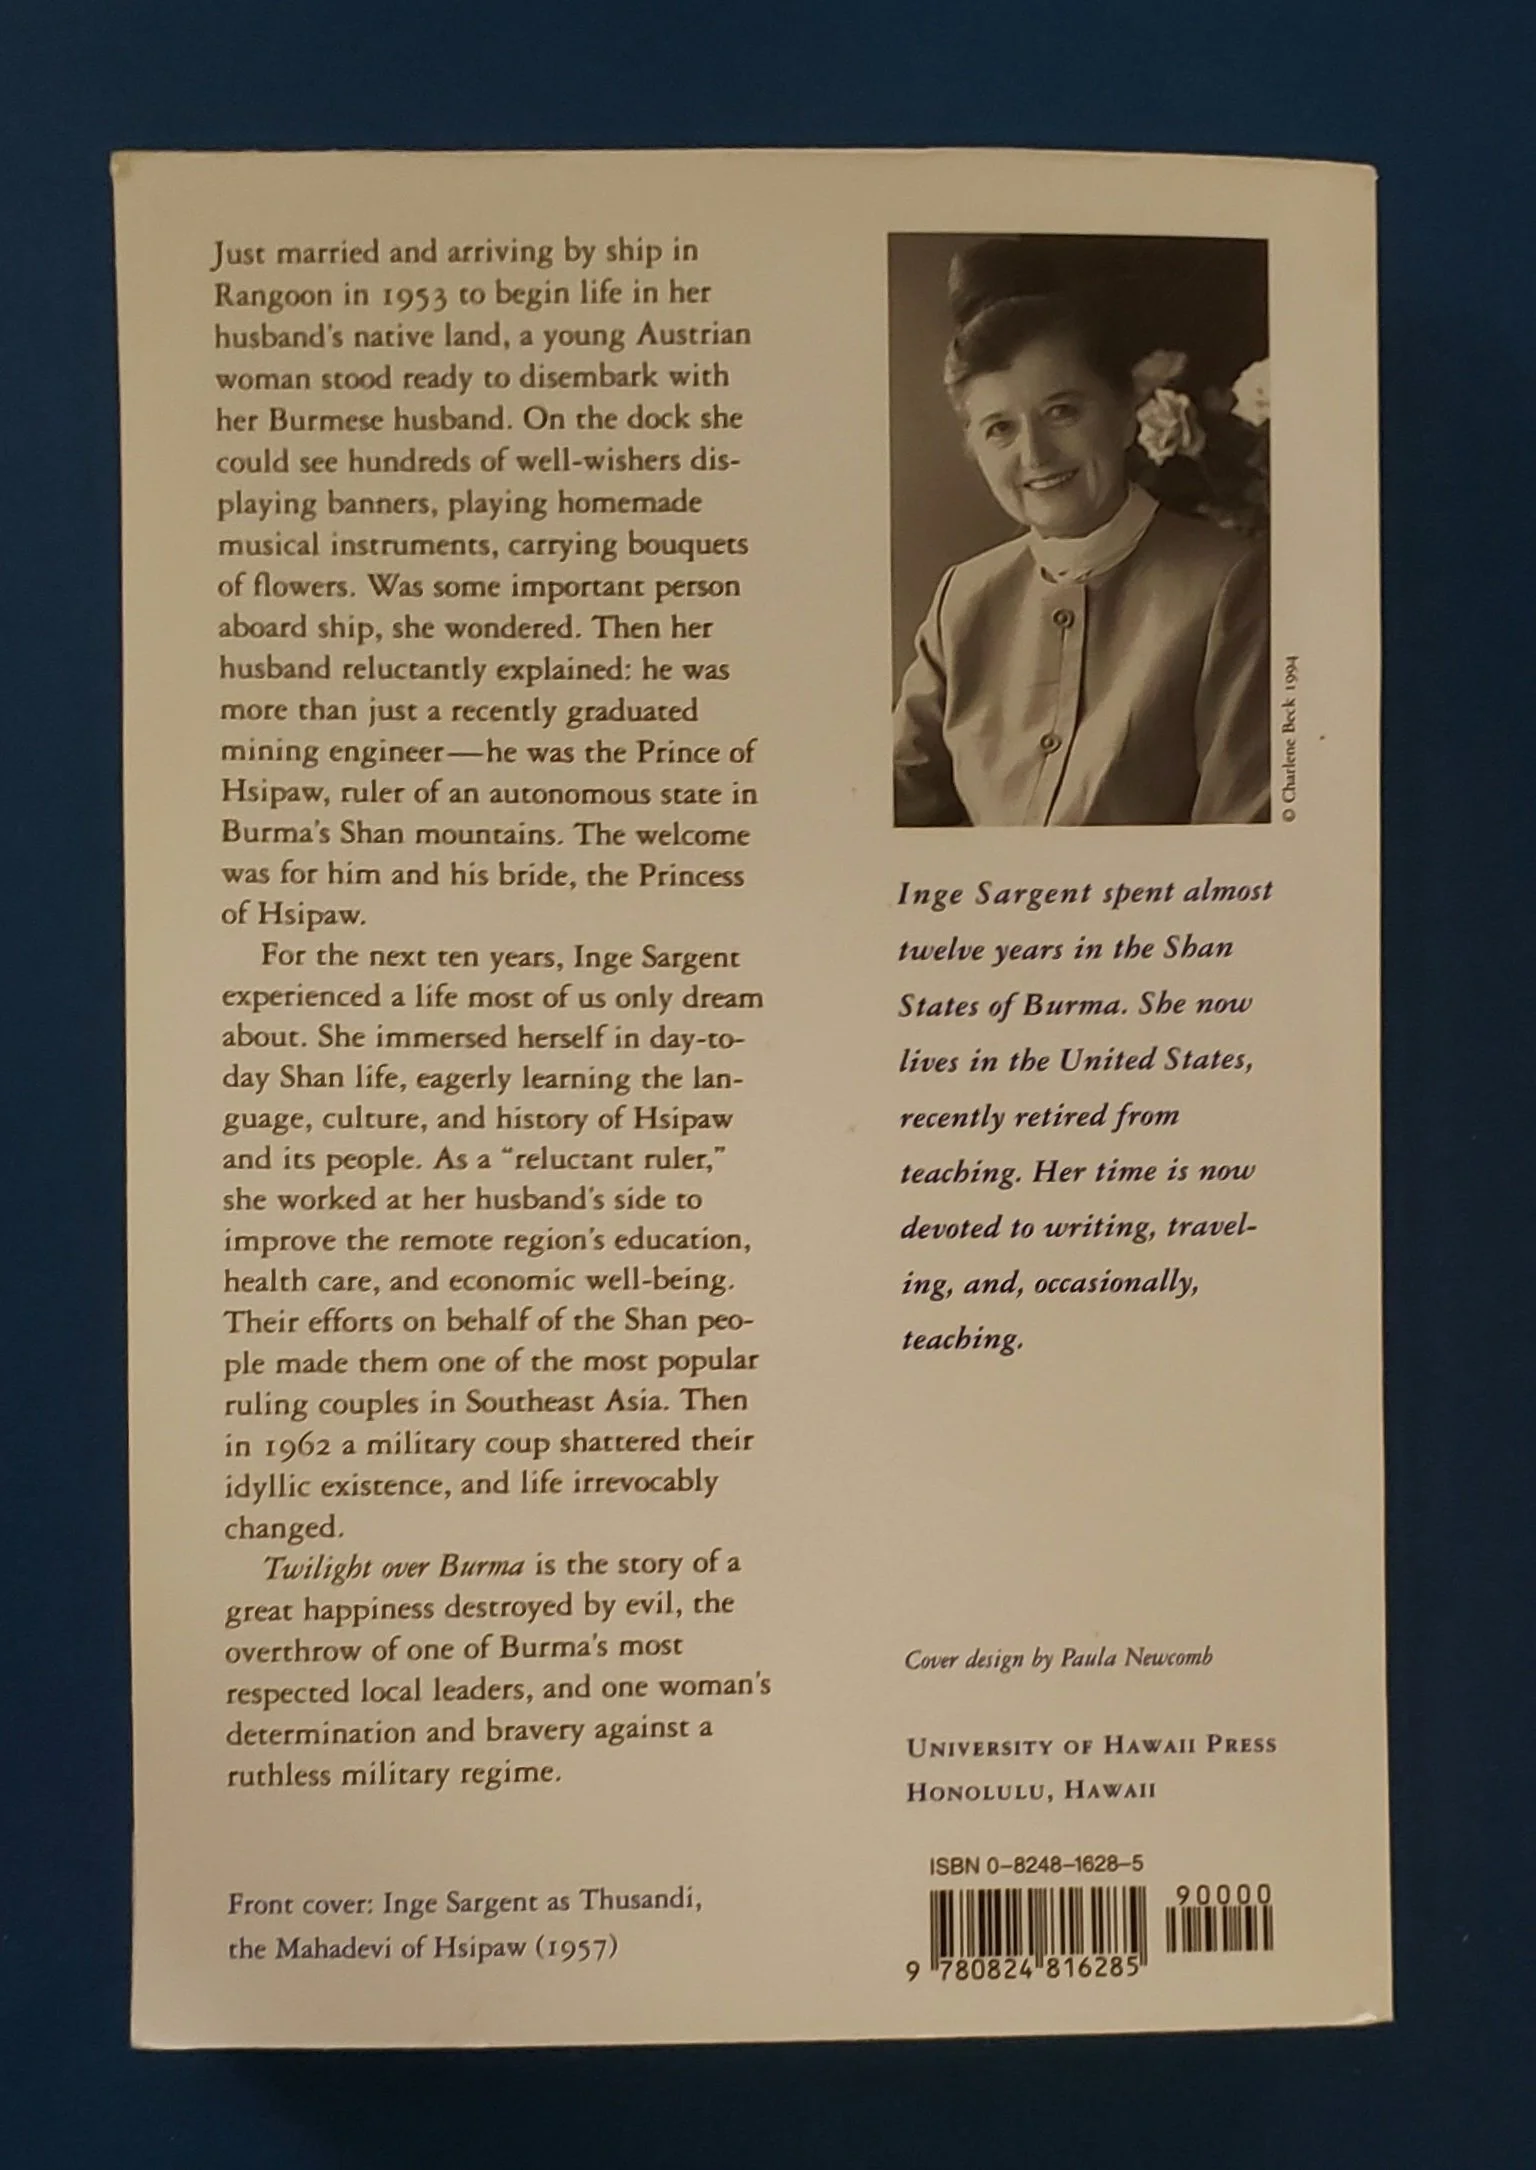 Just married and arriving by ship in
Rangoon in 1953 to begin life in her
husband's native land, a young Austrian
woman stood ready to disembark with
her Burmese husband. On the dock she
could see hundreds of well-wishers dis-
playing banners, playing homemade
musical instruments, carrying bouquets
of flowers. Was some important person
aboard ship, she wondered. Then her
husband reluctantly explained: he was
more than just a recently graduated
mining engineer—he was the Prince of
Hsipaw, ruler of an autonomous state in
Burma's Shan mountains. The welcome
was for him and his bride, the Princess
of Hsipaw.
For the next ten years, Inge Sargent
experienced a life most of us only dream
about. She immersed herself in day-to-
day Shan life, eagerly learning the lan-
guage, culture, and history of Hsipaw
and its people. As a “reluctant ruler,”
she worked at her husband's side to
improve the remote region's education,
health care, and economic well-being.
Their efforts on behalf of the Shan peo-
ple made them one of the most popular
ruling couples in Southeast Asia. Then
in 1962 a military coup shattered their
idyllic existence, and life irrevocably
changed.
Twilight over Burma is the story of a
great happiness destroyed by evil, the
overthrow of one of Burma's most
respected local leaders, and one woman's
determination and bravery against a
ruthless military regime.
Front cover: Inge Sargent as Thusandi,
the Mahadevi of Hsipaw (1957)
© Charlene Beck 1994
Inge Sargent spent almost
twelve years in the Shan
States of Burma. She now
lives in the United States,
recently retired from
teaching. Her time is now
devoted to writing, travel-
ing, and, occasionally,
teaching.
Cover design by Paula Newcomb
UNIVERSITY OF HAWAII PRESS
HONOLULU, HAWAII
ISBN 0-8248-1628-5
90000
9 780824 816285